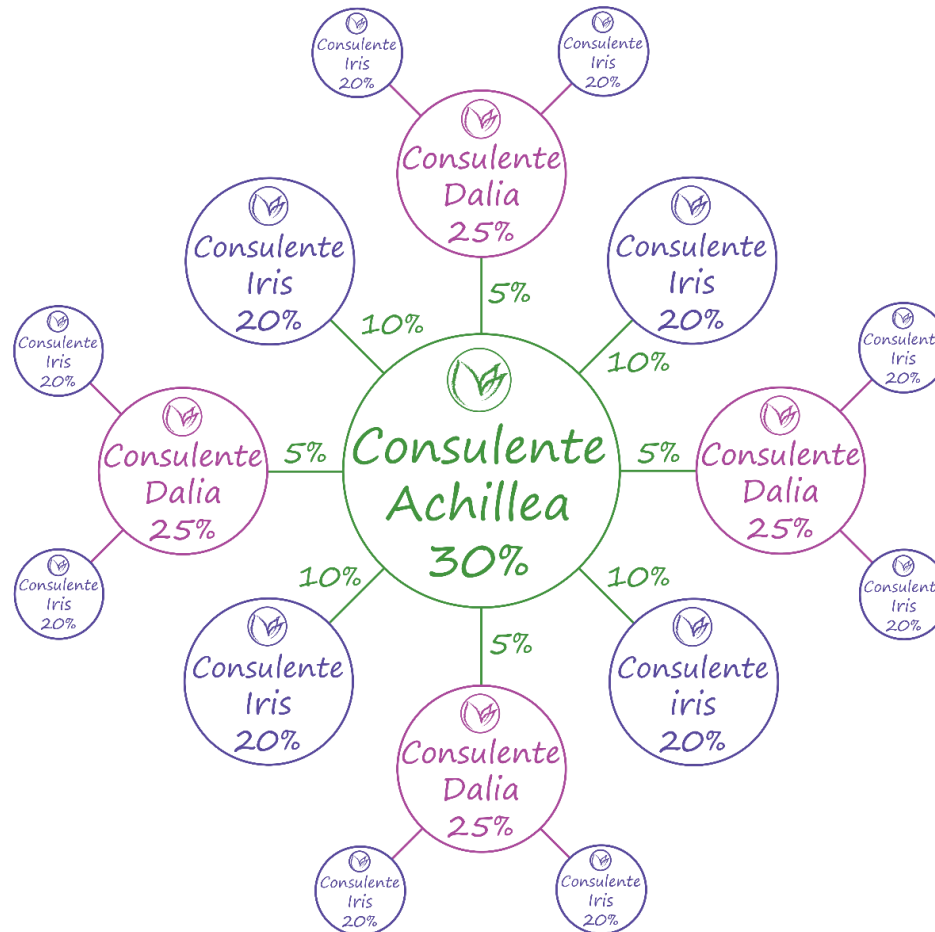 Consulente
Iris
20%
Consulente
Iris
20%
Consulente
Dalia
25%
Consulente
Iris
20%
Consulente
Iris
20%
5%
10%
10%
Consulente
Iris
20%
Consulente
Iris
20%
Consulente
Dalia
25%
5%
Consulente
Achillea
30%
5%
Consulente
Dalia
25%
Consulente
Iris
20%
Consulente
Iris
20%
10%
10%
Consulente
Iris
20%
5%
Consulente
iris
20%
Consulente
Dalia
25%
Consulente
Iris
20%
Consulente
Iris
20%